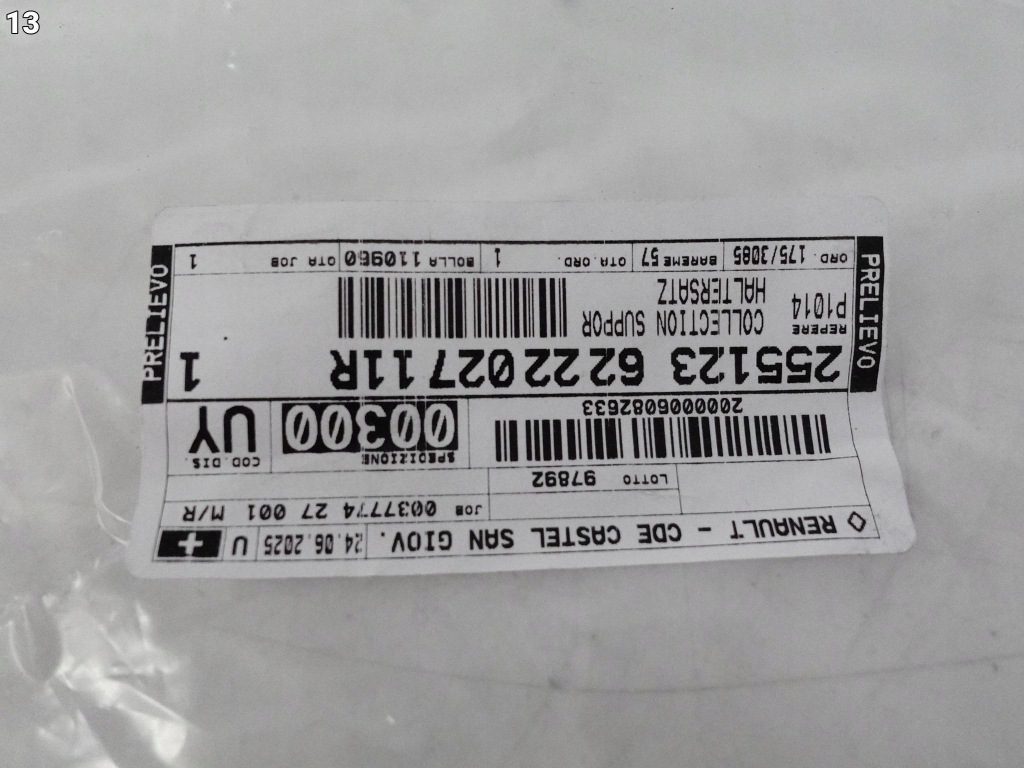 13
RENAULT - CDE CASTEL SAN GIOV. 24.06.2025 U
JOB 0037774 27 001 M/R
LOTTO 97892
2000006082633
SPEDIZIONE 00300
COD.DIS. UY
255123 6222202711R 1
REPERE P1014
COLLECTION SUPPOR
HALTERSATZ
ORD. 175/3085 BAREME 57 QTA.ORD. 1 BOLLA 110960 QTA JOB 1
PRELIEVO
PRELIEVO